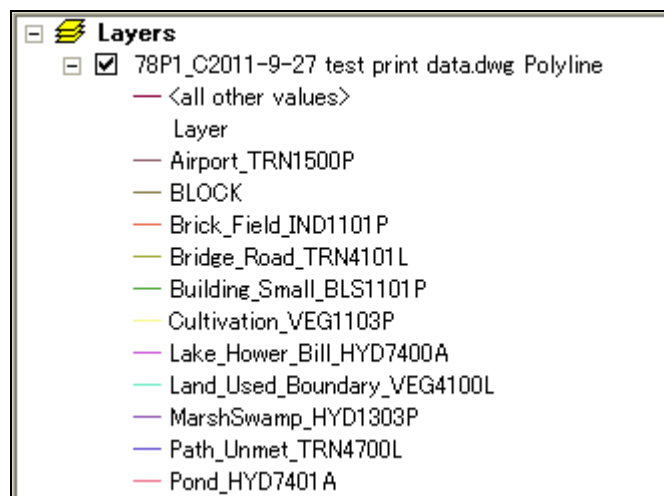 Layers
78P1_C2011-9-27 test print data.dwg Polyline
<all other values>
Layer
Airport_TRN1500P
BLOCK
Brick_Field_IND1101P
Bridge_Road_TRN4101L
Building_Small_BLS1101P
Cultivation_VEG1103P
Lake_Hower_Bill_HYD7400A
Land_Used_Boundary_VEG4100L
MarshSwamp_HYD1303P
Path_Unmet_TRN4700L
Pond_HYD7401A